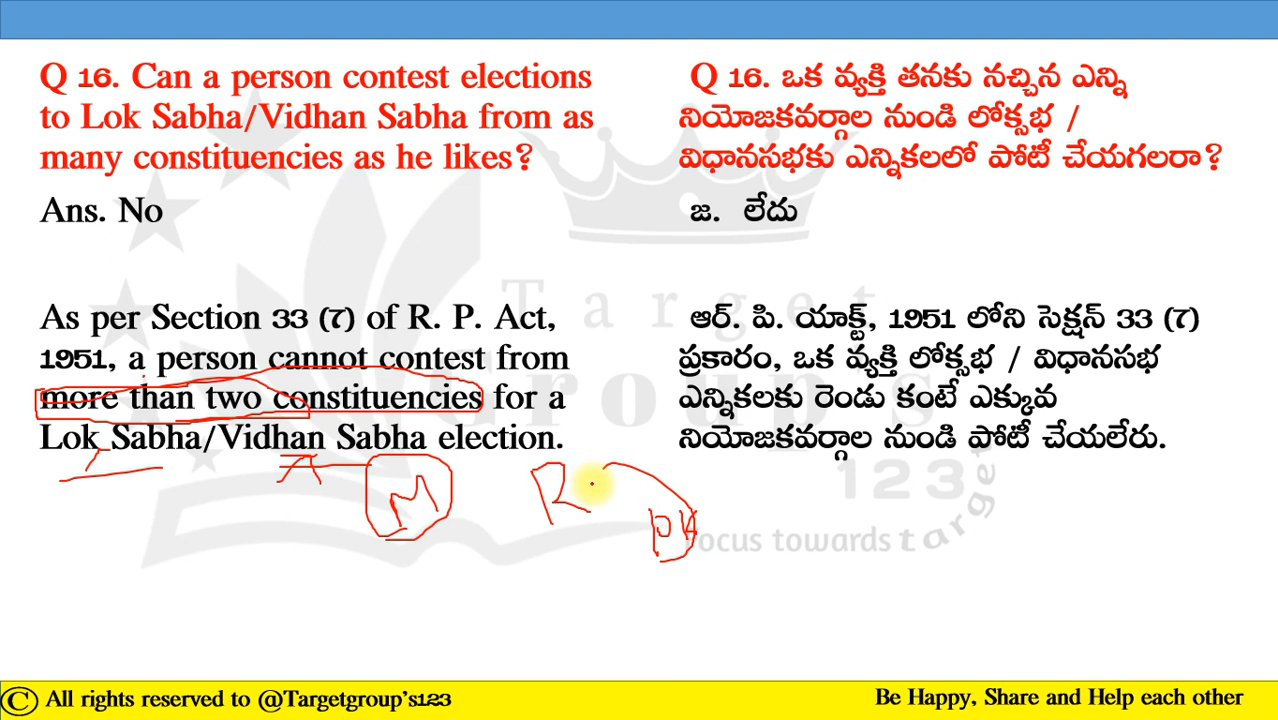 Q 16. Can a person contest elections
to Lok Sabha/Vidhan Sabha from as
many constituencies as he likes?
Ans. No
As per Section 33 (7) of R. P. Act,
1951, a person cannot contest from
more than two constituencies for a
Lok Sabha/Vidhan Sabha election.
Q 16. ఒక వ్యక్తి తనకు నచ్చిన ఎన్ని
నియోజకవర్గాల నుండి లోక్సభ /
విధానసభకు ఎన్నికలలో పోటీ చేయగలరా?
జ. లేదు
ఆర్. పి. యాక్ట్, 1951 లోని సెక్షన్ 33 (7)
ప్రకారం, ఒక వ్యక్తి లోక్సభ / విధానసభ
ఎన్నికలకు రెండు కంటే ఎక్కువ
నియోజకవర్గాల నుండి పోటీ చేయలేరు.
M R
Target
Group's
123
Focus towards target
© All rights reserved to @Targetgroup's123
Be Happy, Share and Help each other